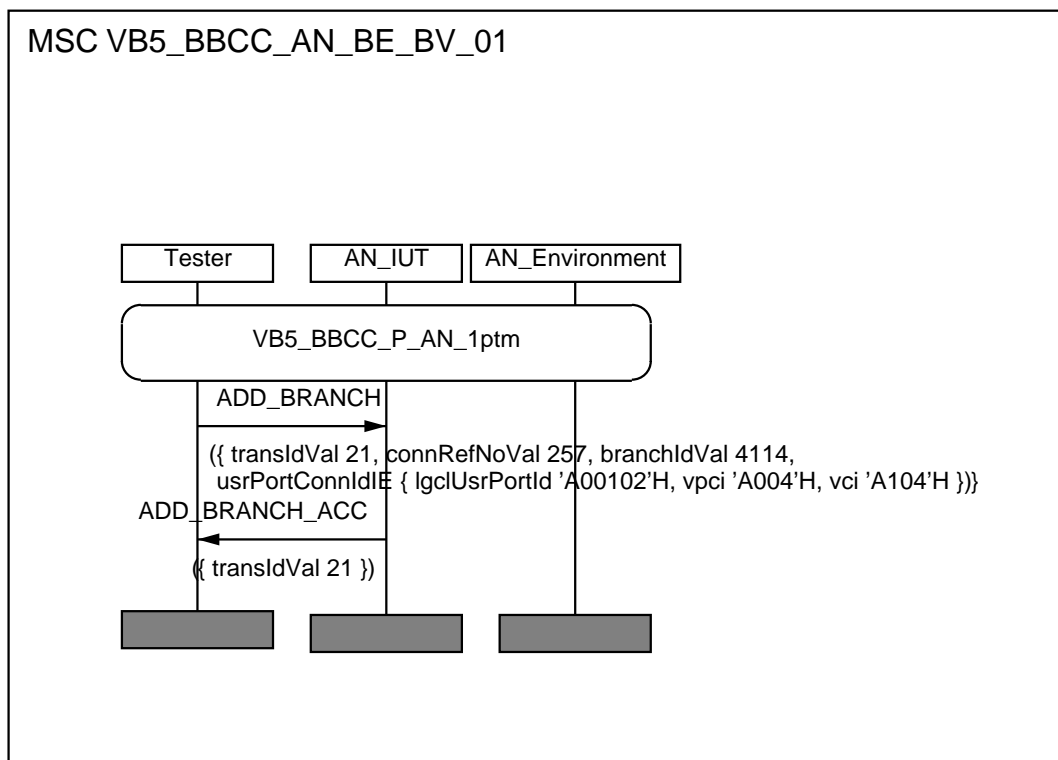 MSC VB5_BBCC_AN_BE_BV_01
Tester
AN_IUT
AN_Environment
VB5_BBCC_P_AN_1ptm
ADD_BRANCH
({ transIdVal 21, connRefNoVal 257, branchIdVal 4114,
usrPortConnIdIE { lgclUsrPortId ’A00102’H, vpci ’A004’H, vci ’A104’H })}
ADD_BRANCH_ACC
({ transIdVal 21 })